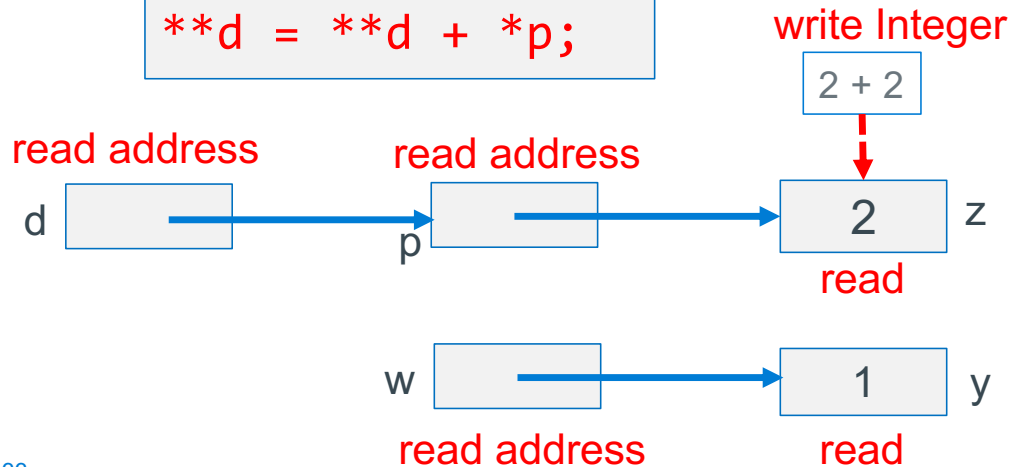 **d = **d + *p;
write Integer
2 + 2
read address
read address
d
p
2
z
read
w
1
y
read address
read